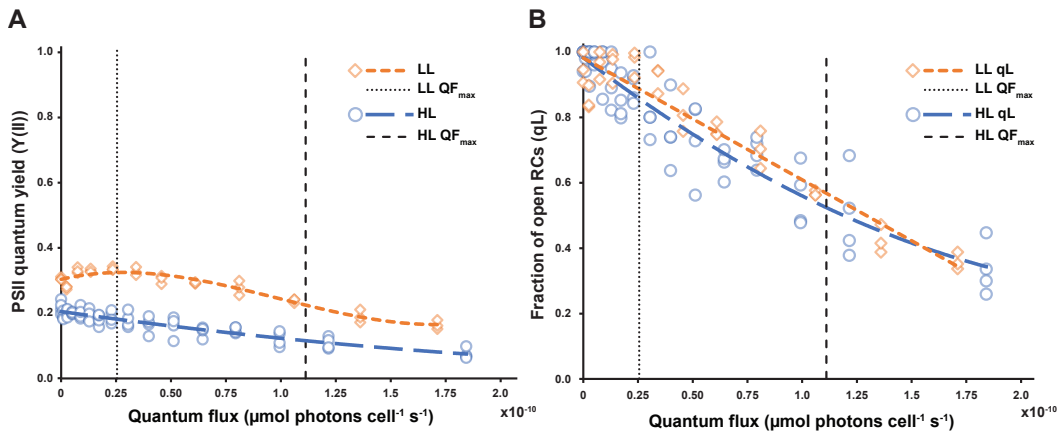 A
PSII quantum yield (Y(II))
1.0
0.8
0.6
0.4
0.2
0.0
LL
LL QFmax
HL
HL QFmax
0 0.25 0.50 0.75 1.0 1.25 1.5 1.75 2.0
x10⁻¹⁰
Quantum flux (µmol photons cell⁻¹ s⁻¹)
B
Fraction of open RCs (qL)
1.0
0.8
0.6
0.4
0.2
0.0
LL qL
LL QFmax
HL qL
HL QFmax
0 0.25 0.50 0.75 1.0 1.25 1.5 1.75 2.0
x10⁻¹⁰
Quantum flux (µmol photons cell⁻¹ s⁻¹)